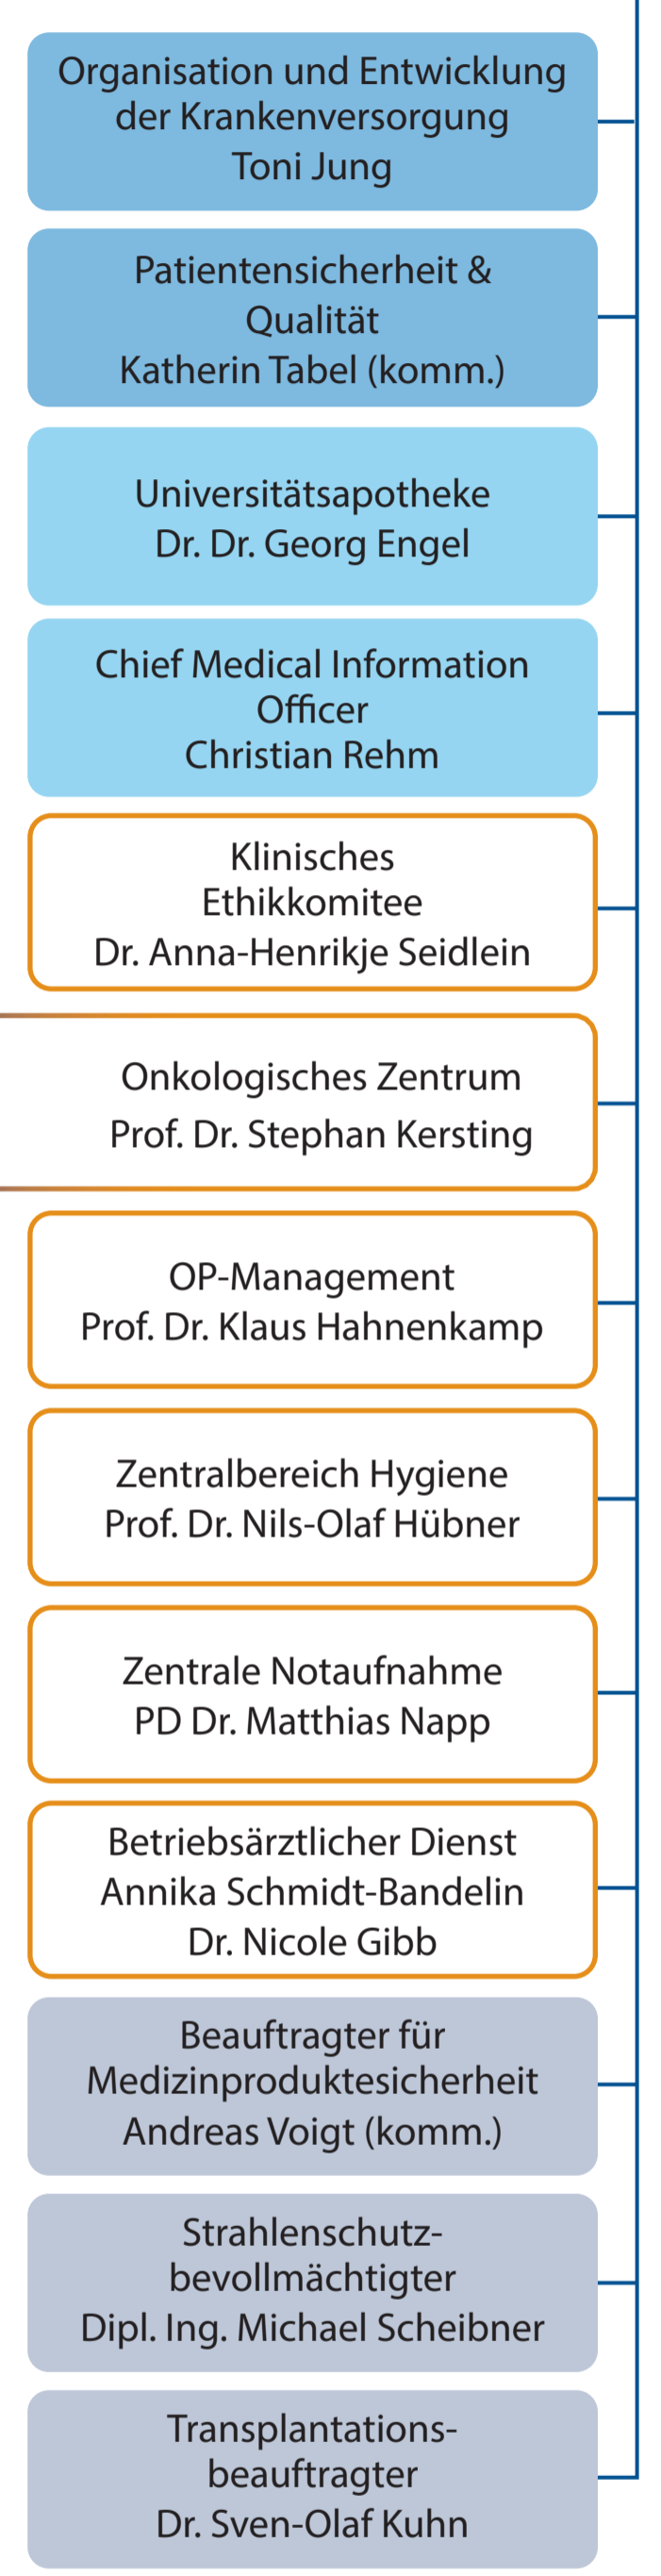 Organisation und Entwicklung
der Krankenversorgung
Toni Jung
Patientensicherheit &
Qualität
Katherin Tabel (komm.)
Universitätsapotheke
Dr. Dr. Georg Engel
Chief Medical Information
Officer
Christian Rehm
Klinisches
Ethikkomitee
Dr. Anna-Henrikje Seidlein
Onkologisches Zentrum
Prof. Dr. Stephan Kersting
OP-Management
Prof. Dr. Klaus Hahnenkamp
Zentralbereich Hygiene
Prof. Dr. Nils-Olaf Hübner
Zentrale Notaufnahme
PD Dr. Matthias Napp
Betriebsärztlicher Dienst
Annika Schmidt-Bandelin
Dr. Nicole Gibb
Beauftragter für
Medizinproduktesicherheit
Andreas Voigt (komm.)
Strahlenschutz-
bevollmächtigter
Dipl. Ing. Michael Scheibner
Transplantations-
beauftragter
Dr. Sven-Olaf Kuhn